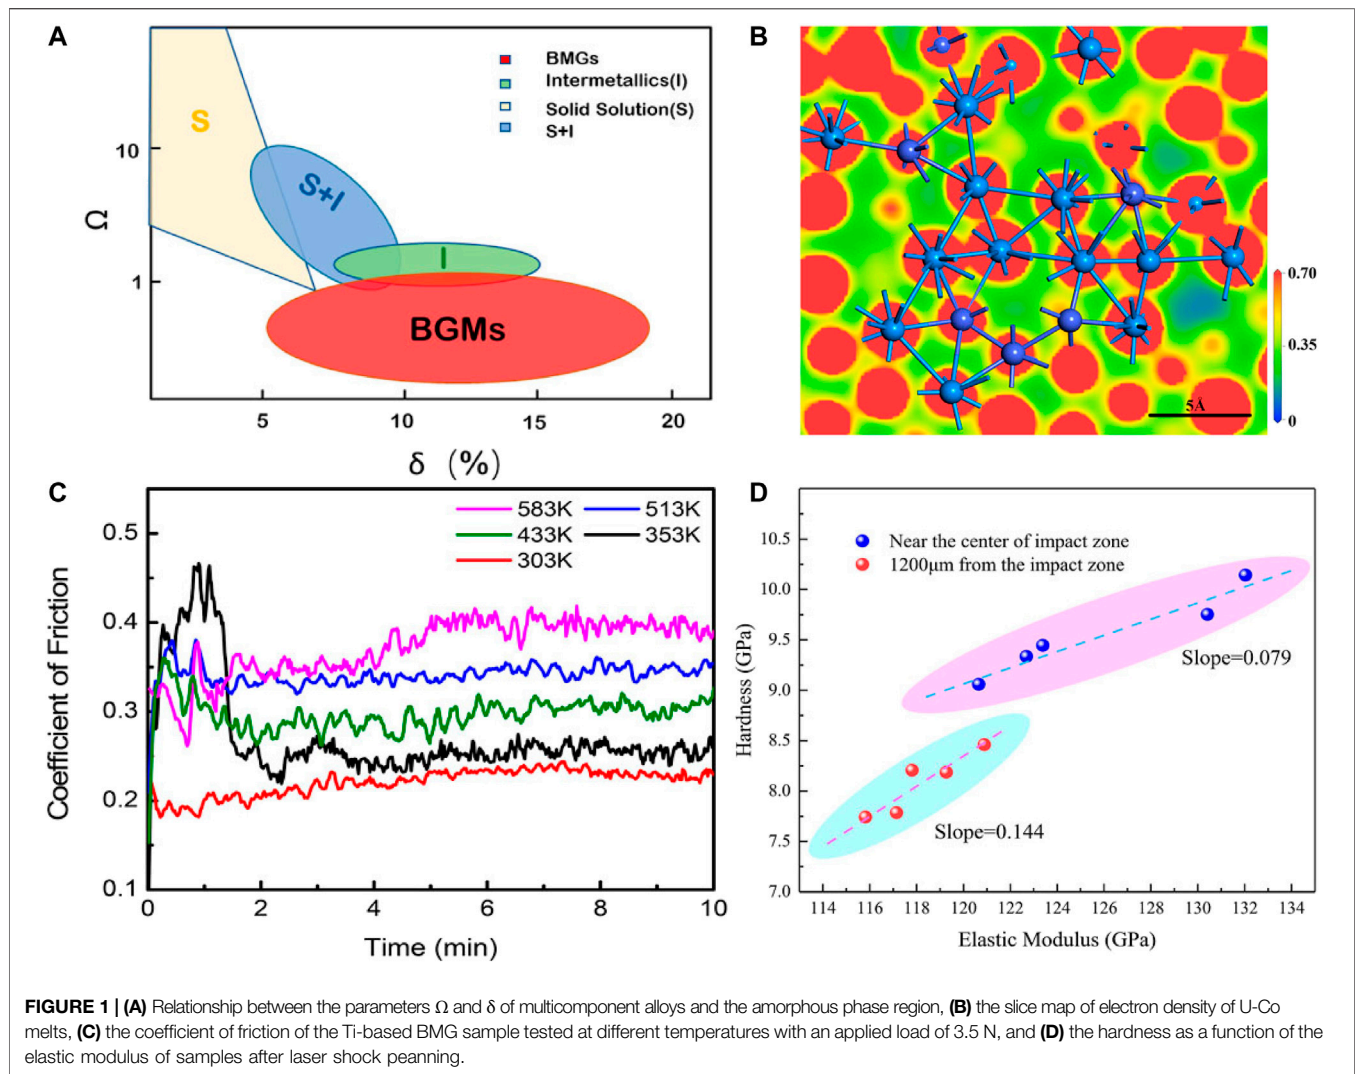 A
BMGs
Intermetallics(I)
Solid Solution(S)
S+I
S
10
S+I
Ω
I
1
BGMs
5
10
15
20
δ (%)
B
0.70
0.35
0
5Å
C
583K
513K
433K
353K
303K
0.5
0.4
0.3
0.2
0.1
Coefficient of Friction
0
2
4
6
8
10
Time (min)
D
Near the center of impact zone
1200μm from the impact zone
10.5
10.0
9.5
9.0
8.5
8.0
7.5
7.0
Hardness (GPa)
Slope=0.079
Slope=0.144
114
116
118
120
122
124
126
128
130
132
134
Elastic Modulus (GPa)
FIGURE 1 | (A) Relationship between the parameters Ω and δ of multicomponent alloys and the amorphous phase region, (B) the slice map of electron density of U-Co
melts, (C) the coefficient of friction of the Ti-based BMG sample tested at different temperatures with an applied load of 3.5 N, and (D) the hardness as a function of the
elastic modulus of samples after laser shock peanning.